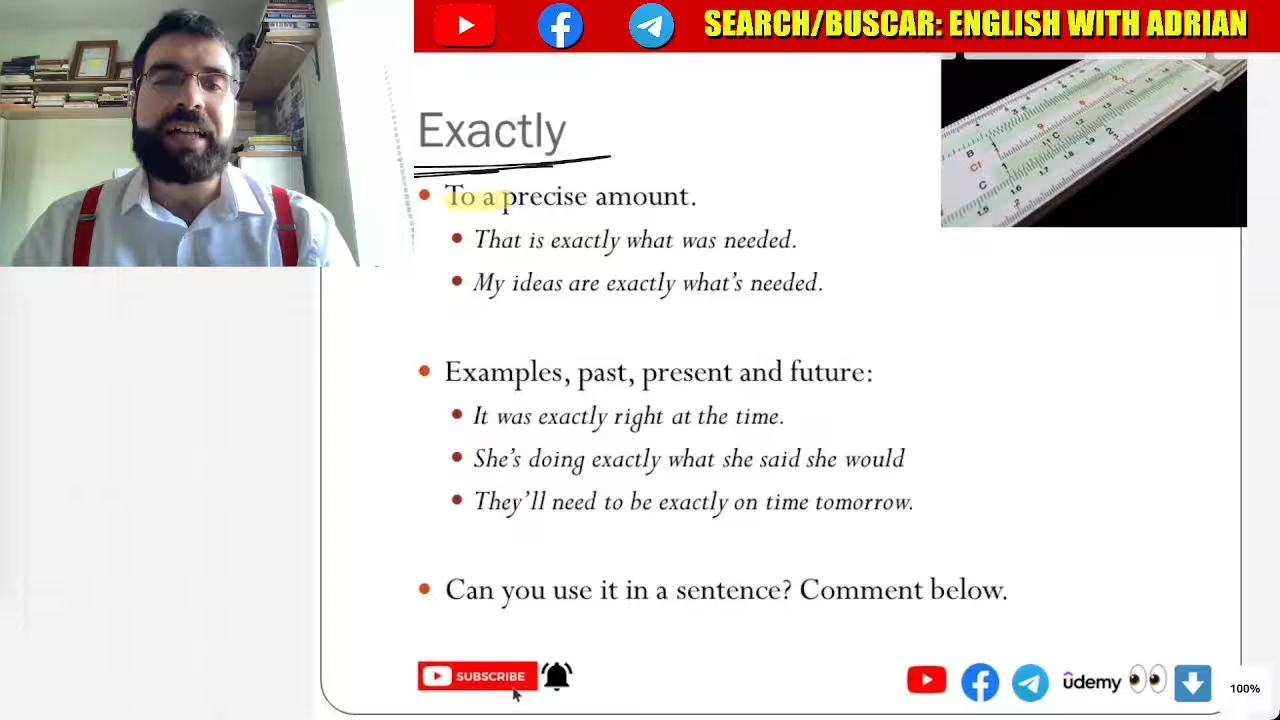 SEARCH/BUSCAR: ENGLISH WITH ADRIAN
Exactly
To a precise amount.
That is exactly what was needed.
My ideas are exactly what's needed.
Examples, past, present and future:
It was exactly right at the time.
She's doing exactly what she said she would
They'll need to be exactly on time tomorrow.
Can you use it in a sentence? Comment below.
SUBSCRIBE
ûdemy
100%